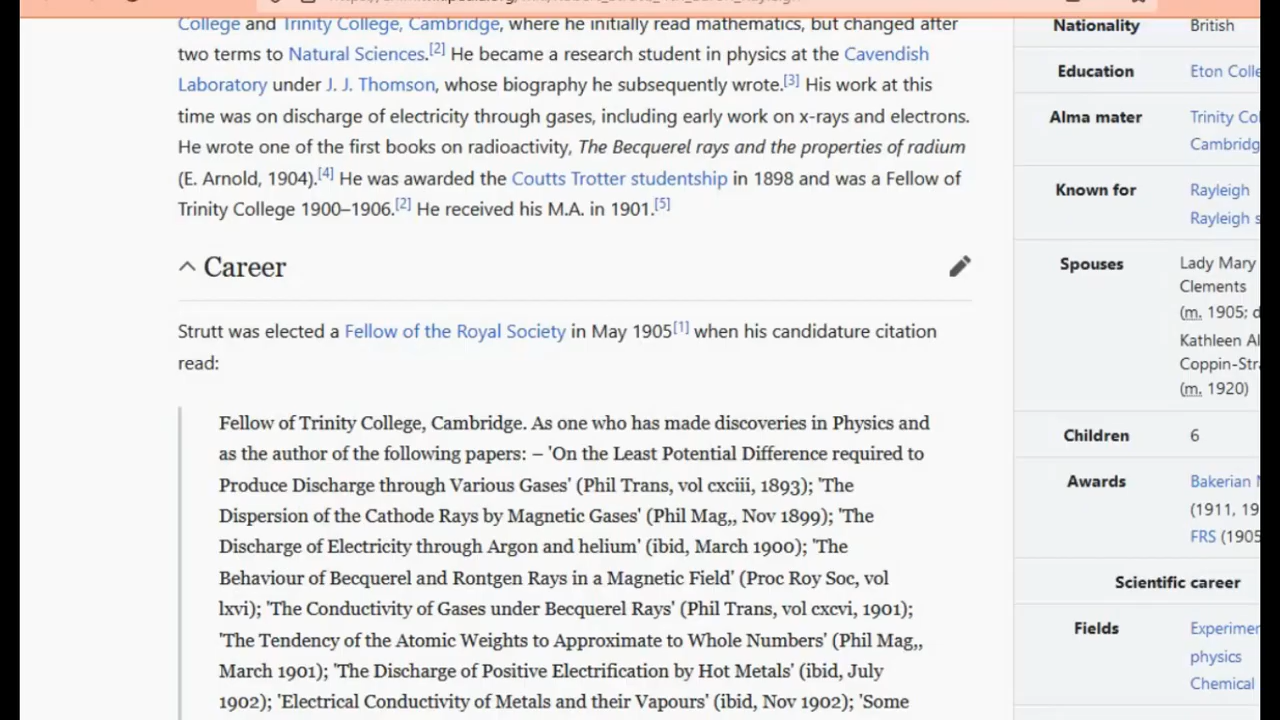 College and Trinity College, Cambridge, where he initially read mathematics, but changed after
two terms to Natural Sciences.[2] He became a research student in physics at the Cavendish
Laboratory under J. J. Thomson, whose biography he subsequently wrote.[3] His work at this
time was on discharge of electricity through gases, including early work on x-rays and electrons.
He wrote one of the first books on radioactivity, The Becquerel rays and the properties of radium
(E. Arnold, 1904).[4] He was awarded the Coutts Trotter studentship in 1898 and was a Fellow of
Trinity College 1900–1906.[2] He received his M.A. in 1901.[5]
Career
Strutt was elected a Fellow of the Royal Society in May 1905[1] when his candidature citation
read:
Fellow of Trinity College, Cambridge. As one who has made discoveries in Physics and
as the author of the following papers: – 'On the Least Potential Difference required to
Produce Discharge through Various Gases' (Phil Trans, vol cxciii, 1893); 'The
Dispersion of the Cathode Rays by Magnetic Gases' (Phil Mag,, Nov 1899); 'The
Discharge of Electricity through Argon and helium' (ibid, March 1900); 'The
Behaviour of Becquerel and Rontgen Rays in a Magnetic Field' (Proc Roy Soc, vol
lxvi); 'The Conductivity of Gases under Becquerel Rays' (Phil Trans, vol cxcvi, 1901);
'The Tendency of the Atomic Weights to Approximate to Whole Numbers' (Phil Mag,,
March 1901); 'The Discharge of Positive Electrification by Hot Metals' (ibid, July
1902); 'Electrical Conductivity of Metals and their Vapours' (ibid, Nov 1902); 'Some
Nationality British
Education Eton Colle
Alma mater Trinity Co
Cambridg
Known for Rayleigh
Rayleigh s
Spouses Lady Mary
Clements
(m. 1905; d
Kathleen Al
Coppin-Str
(m. 1920)
Children 6
Awards Bakerian
(1911, 19
FRS (1905
Scientific career
Fields Experimer
physics
Chemical